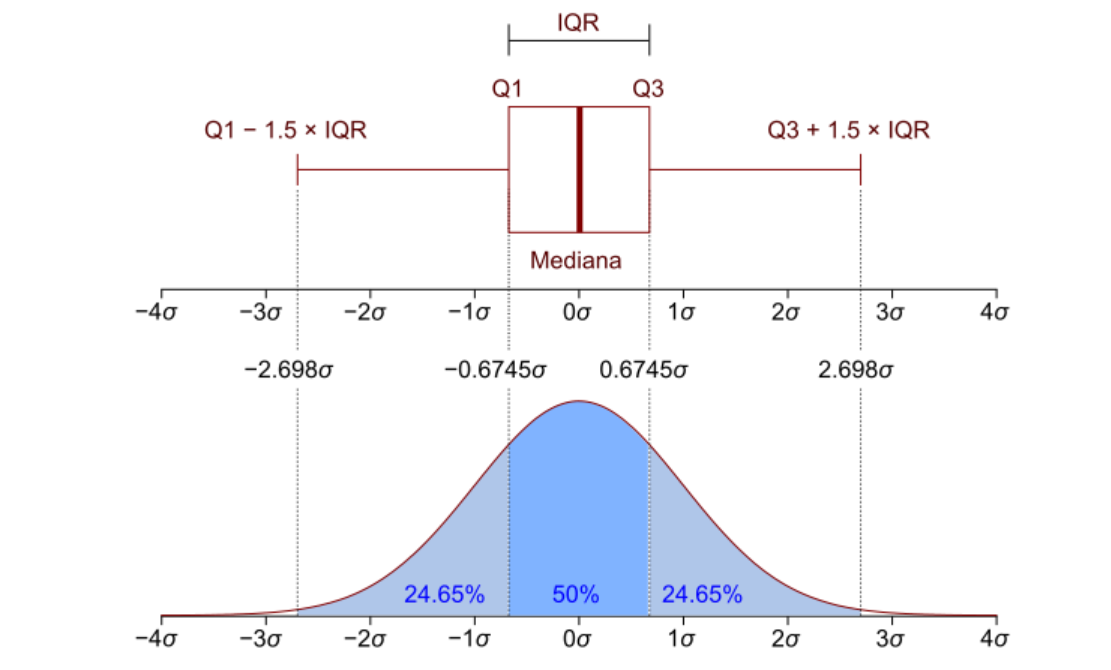 IQR
Q1 Q3
Q1 − 1.5 × IQR Q3 + 1.5 × IQR
Mediana
−4σ −3σ −2σ −1σ 0σ 1σ 2σ 3σ 4σ
−2.698σ −0.6745σ 0.6745σ 2.698σ
24.65% 50% 24.65%
−4σ −3σ −2σ −1σ 0σ 1σ 2σ 3σ 4σ